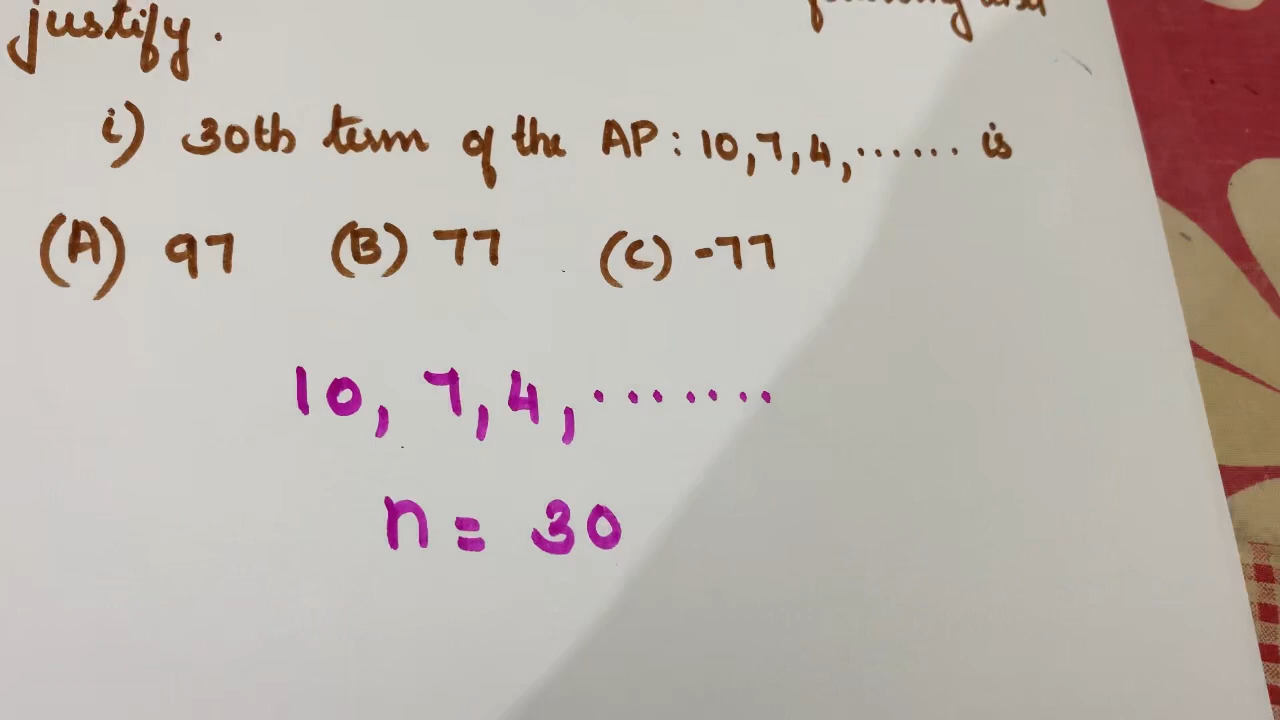 justify.
i) 30th term of the AP: 10,7,4,...... is
(A) 97 (B) 77 (C) -77
10, 7, 4, .......
n = 30